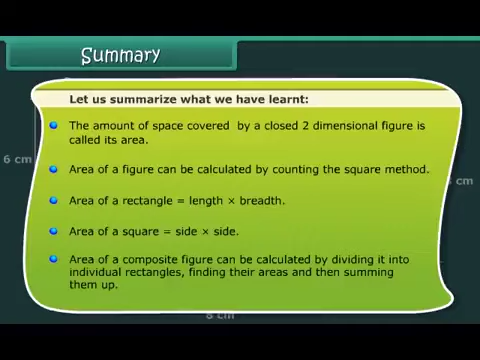 Summary
Let us summarize what we have learnt:
The amount of space covered by a closed 2 dimensional figure is
called its area.
6 cm
Area of a figure can be calculated by counting the square method.
cm
Area of a rectangle = length × breadth.
Area of a square = side × side.
Area of a composite figure can be calculated by dividing it into
individual rectangles, finding their areas and then summing
them up.
8 cm